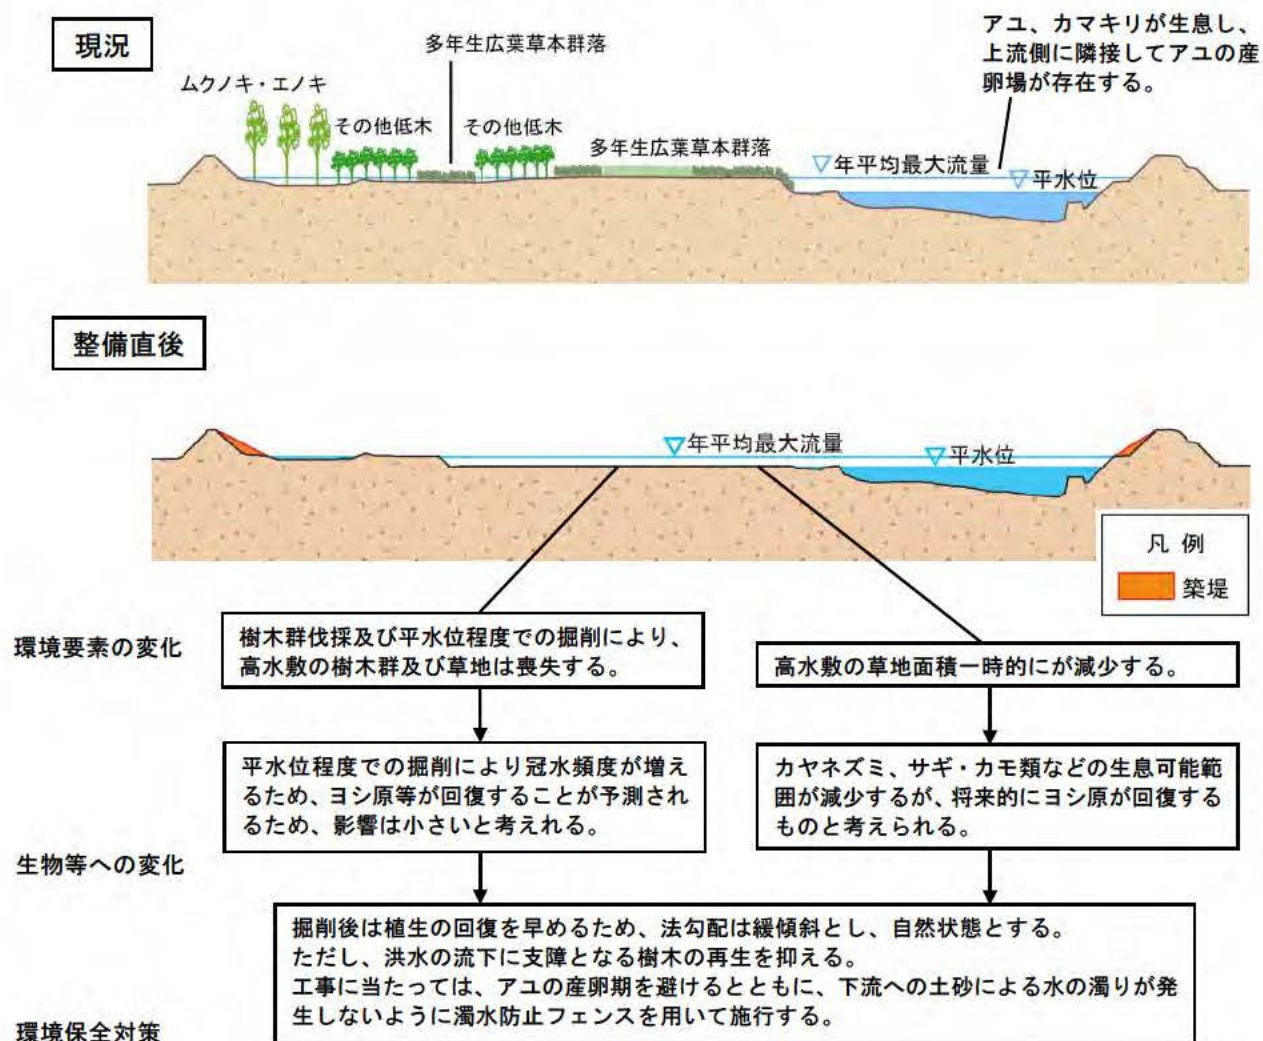 現況
多年生広葉草本群落
アユ、カマキリが生息し、
上流側に隣接してアユの産
卵場が存在する。
ムクノキ・エノキ
その他低木
その他低木
多年生広葉草本群落
年平均最大流量
平水位
整備直後
年平均最大流量
平水位
凡 例
築堤
環境要素の変化
樹木群伐採及び平水位程度での掘削により、
高水敷の樹木群及び草地は喪失する。
高水敷の草地面積一時的にが減少する。
平水位程度での掘削により冠水頻度が増え
るため、ヨシ原等が回復することが予測され
るため、影響は小さいと考えれる。
カヤネズミ、サギ・カモ類などの生息可能範
囲が減少するが、将来的にヨシ原が回復する
ものと考えられる。
生物等への変化
掘削後は植生の回復を早めるため、法勾配は緩傾斜とし、自然状態とする。
ただし、洪水の流下に支障となる樹木の再生を抑える。
工事に当たっては、アユの産卵期を避けるとともに、下流への土砂による水の濁りが発
生しないように濁水防止フェンスを用いて施行する。
環境保全対策